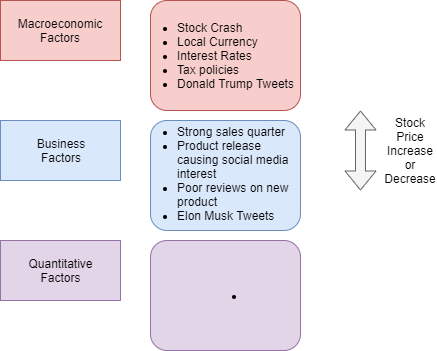 Macroeconomic
Factors
• Stock Crash
• Local Currency
• Interest Rates
• Tax policies
• Donald Trump Tweets
Business
Factors
• Strong sales quarter
• Product release
causing social media
interest
• Poor reviews on new
product
• Elon Musk Tweets
Stock
Price
Increase
or
Decrease
Quantitative
Factors
•